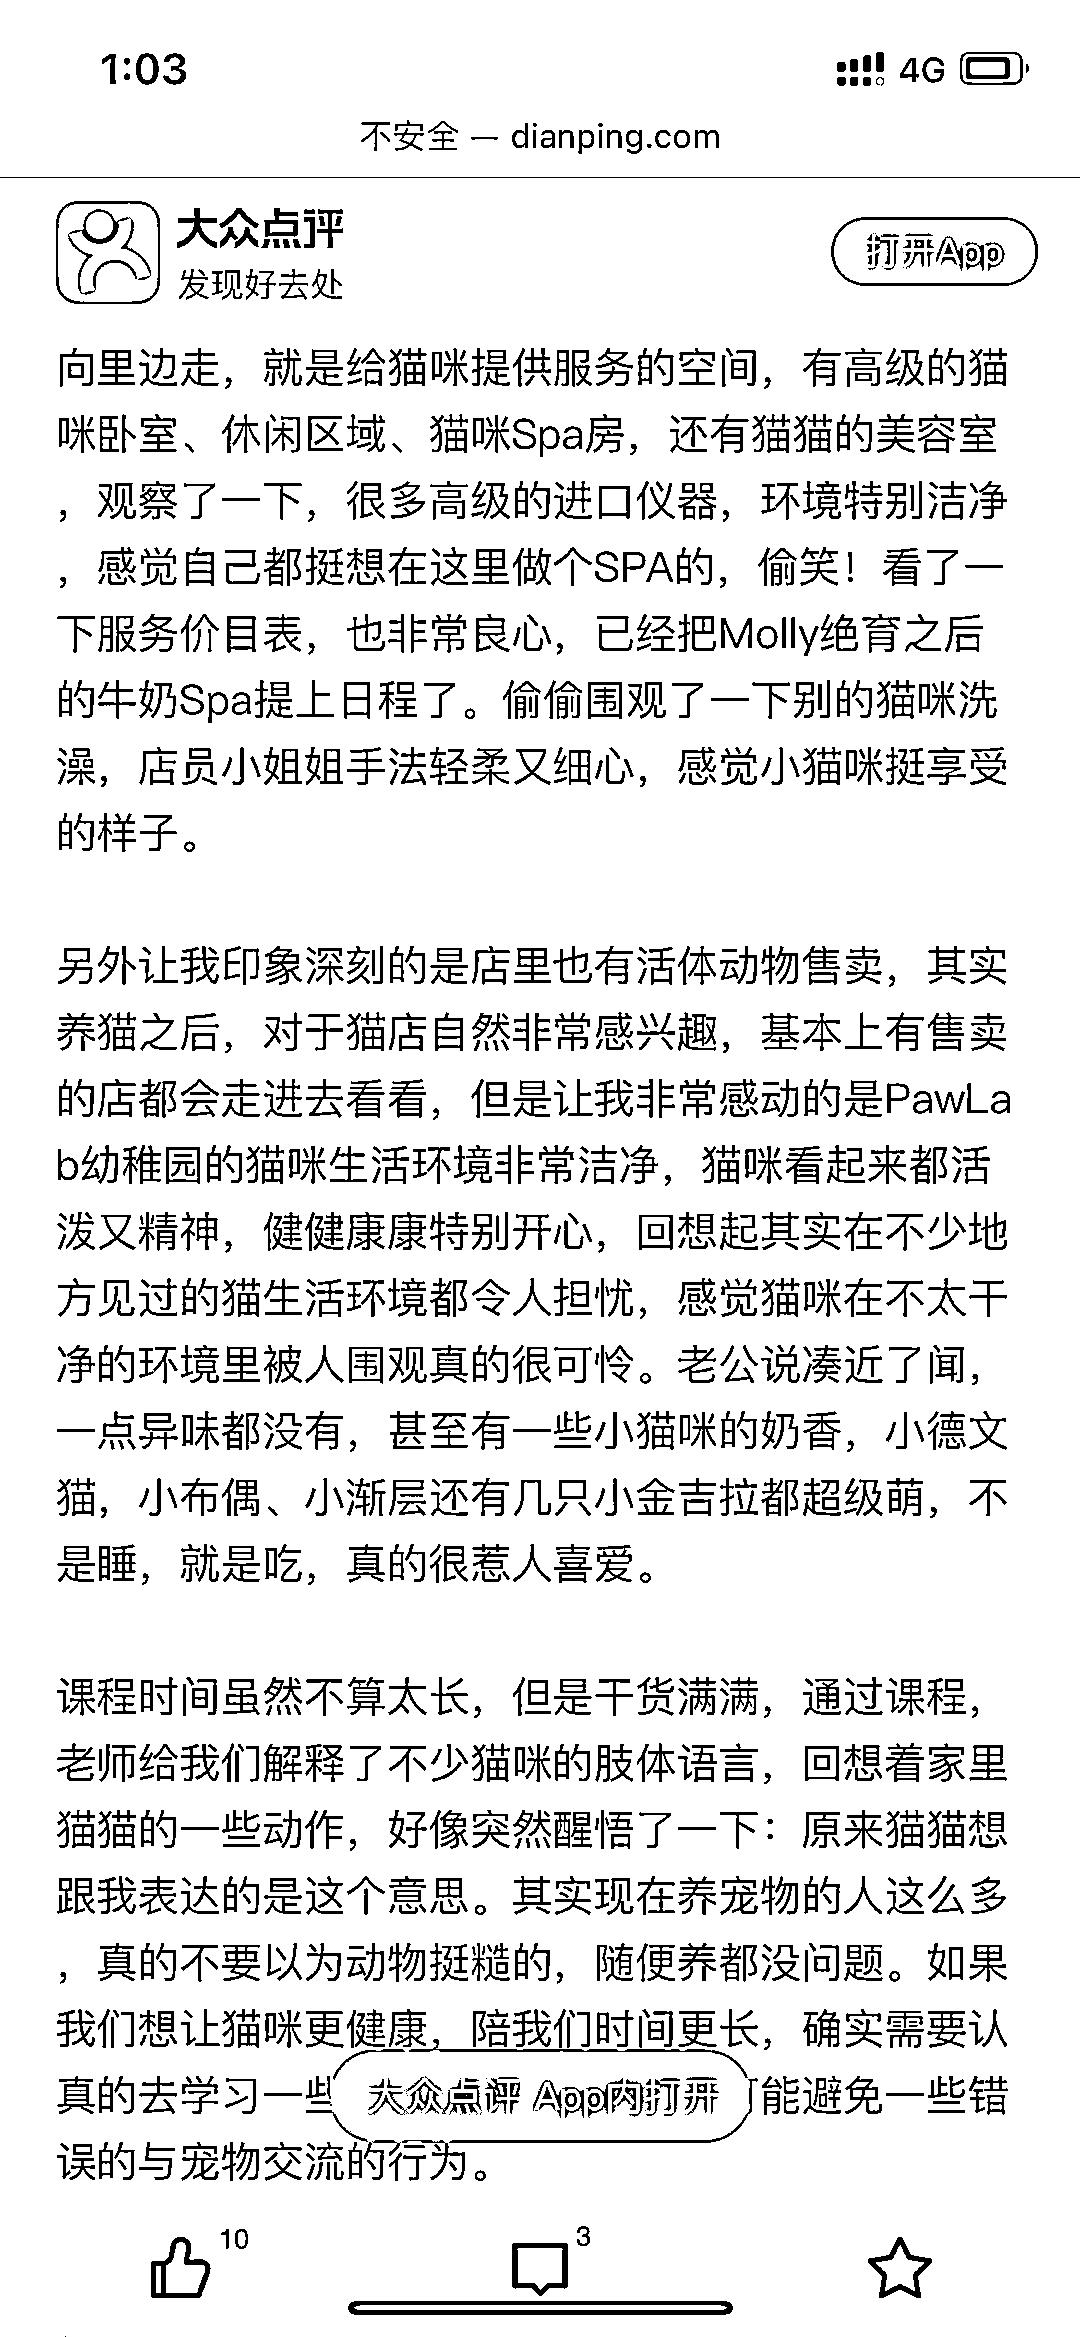 1:03
4G
不安全 — dianping.com
大众点评
打开App
发现好去处
向里边走，就是给猫咪提供服务的空间，有高级的猫
咪卧室、休闲区域、猫咪Spa房，还有猫猫的美容室
，观察了一下，很多高级的进口仪器，环境特别洁净
，感觉自己都挺想在这里做个SPA的，偷笑！看了一
下服务价目表，也非常良心，已经把Molly绝育之后
的牛奶Spa提上日程了。偷偷围观了一下别的猫咪洗
澡，店员小姐姐手法轻柔又细心，感觉小猫咪挺享受
的样子。
另外让我印象深刻的是店里也有活体动物售卖，其实
养猫之后，对于猫店自然非常感兴趣，基本上有售卖
的店都会走进去看看，但是让我非常感动的是PawLa
b幼稚园的猫咪生活环境非常洁净，猫咪看起来都活
泼又精神，健健康康特别开心，回想起其实在不少地
方见过的猫生活环境都令人担忧，感觉猫咪在不太干
净的环境里被人围观真的很可怜。老公说凑近了闻，
一点异味都没有，甚至有一些小猫咪的奶香，小德文
猫，小布偶、小渐层还有几只小金吉拉都超级萌，不
是睡，就是吃，真的很惹人喜爱。
课程时间虽然不算太长，但是干货满满，通过课程，
老师给我们解释了不少猫咪的肢体语言，回想着家里
猫猫的一些动作，好像突然醒悟了一下：原来猫猫想
跟我表达的是这个意思。其实现在养宠物的人这么多
，真的不要以为动物挺糙的，随便养都没问题。如果
我们想让猫咪更健康，陪我们时间更长，确实需要认
真的去学习一些 大众点评 App内打开 能避免一些错
误的与宠物交流的行为。
10
3